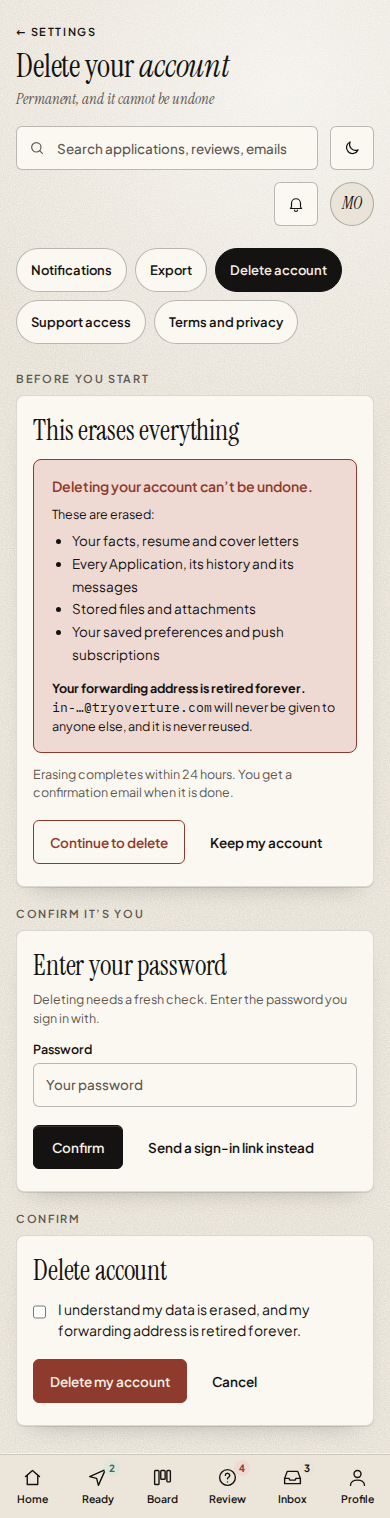 ← SETTINGS
Delete your account
Permanent, and it cannot be undone
Search applications, reviews, emails
MO
Notifications
Export
Delete account
Support access
Terms and privacy
BEFORE YOU START
This erases everything
Deleting your account can’t be undone.
These are erased:
• Your facts, resume and cover letters
• Every Application, its history and its
messages
• Stored files and attachments
• Your saved preferences and push
subscriptions
Your forwarding address is retired forever.
in-…@tryoverture.com will never be given to
anyone else, and it is never reused.
Erasing completes within 24 hours. You get a
confirmation email when it is done.
Continue to delete
Keep my account
CONFIRM IT’S YOU
Enter your password
Deleting needs a fresh check. Enter the password you
sign in with.
Password
Your password
Confirm
Send a sign-in link instead
CONFIRM
Delete account
I understand my data is erased, and my
forwarding address is retired forever.
Delete my account
Cancel
2
4
3
Home
Ready
Board
Review
Inbox
Profile